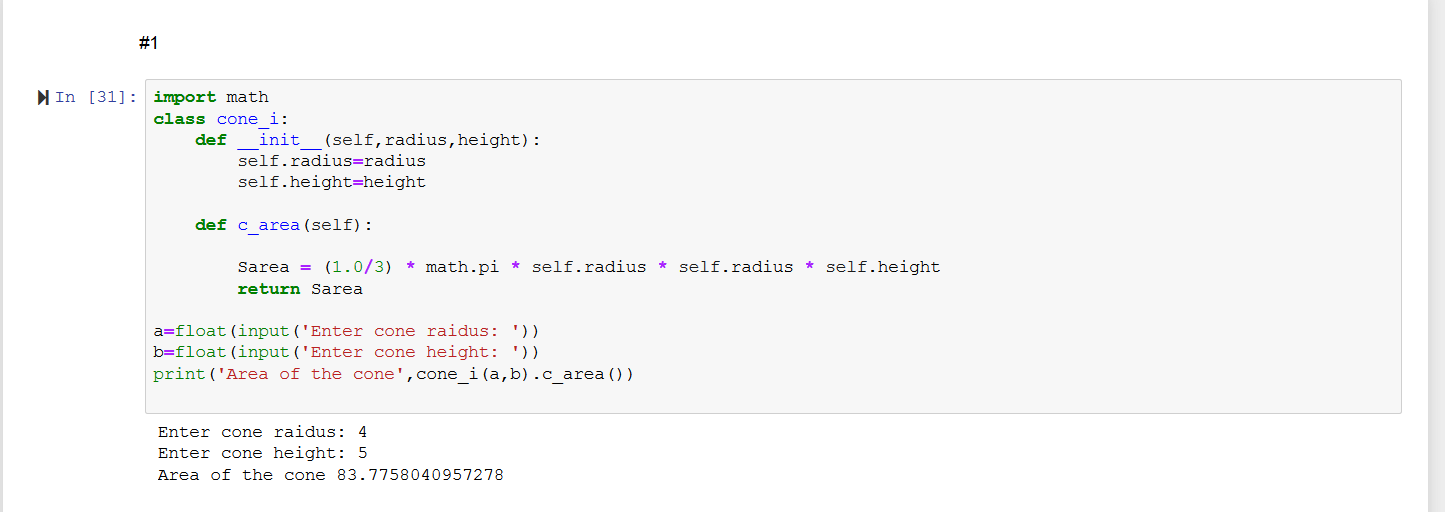 #1
In [31]:
import math
class cone_i:
    def __init__(self,radius,height):
        self.radius=radius
        self.height=height
    def c_area(self):
        Sarea = (1.0/3) * math.pi * self.radius * self.radius * self.height
        return Sarea
a=float(input('Enter cone raidus: '))
b=float(input('Enter cone height: '))
print('Area of the cone',cone_i(a,b).c_area())
Enter cone raidus: 4
Enter cone height: 5
Area of the cone 83.7758040957278